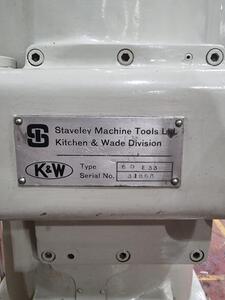 Staveley Machine Tools Ltd.
Kitchen & Wade Division
K&W
Type
Serial No.